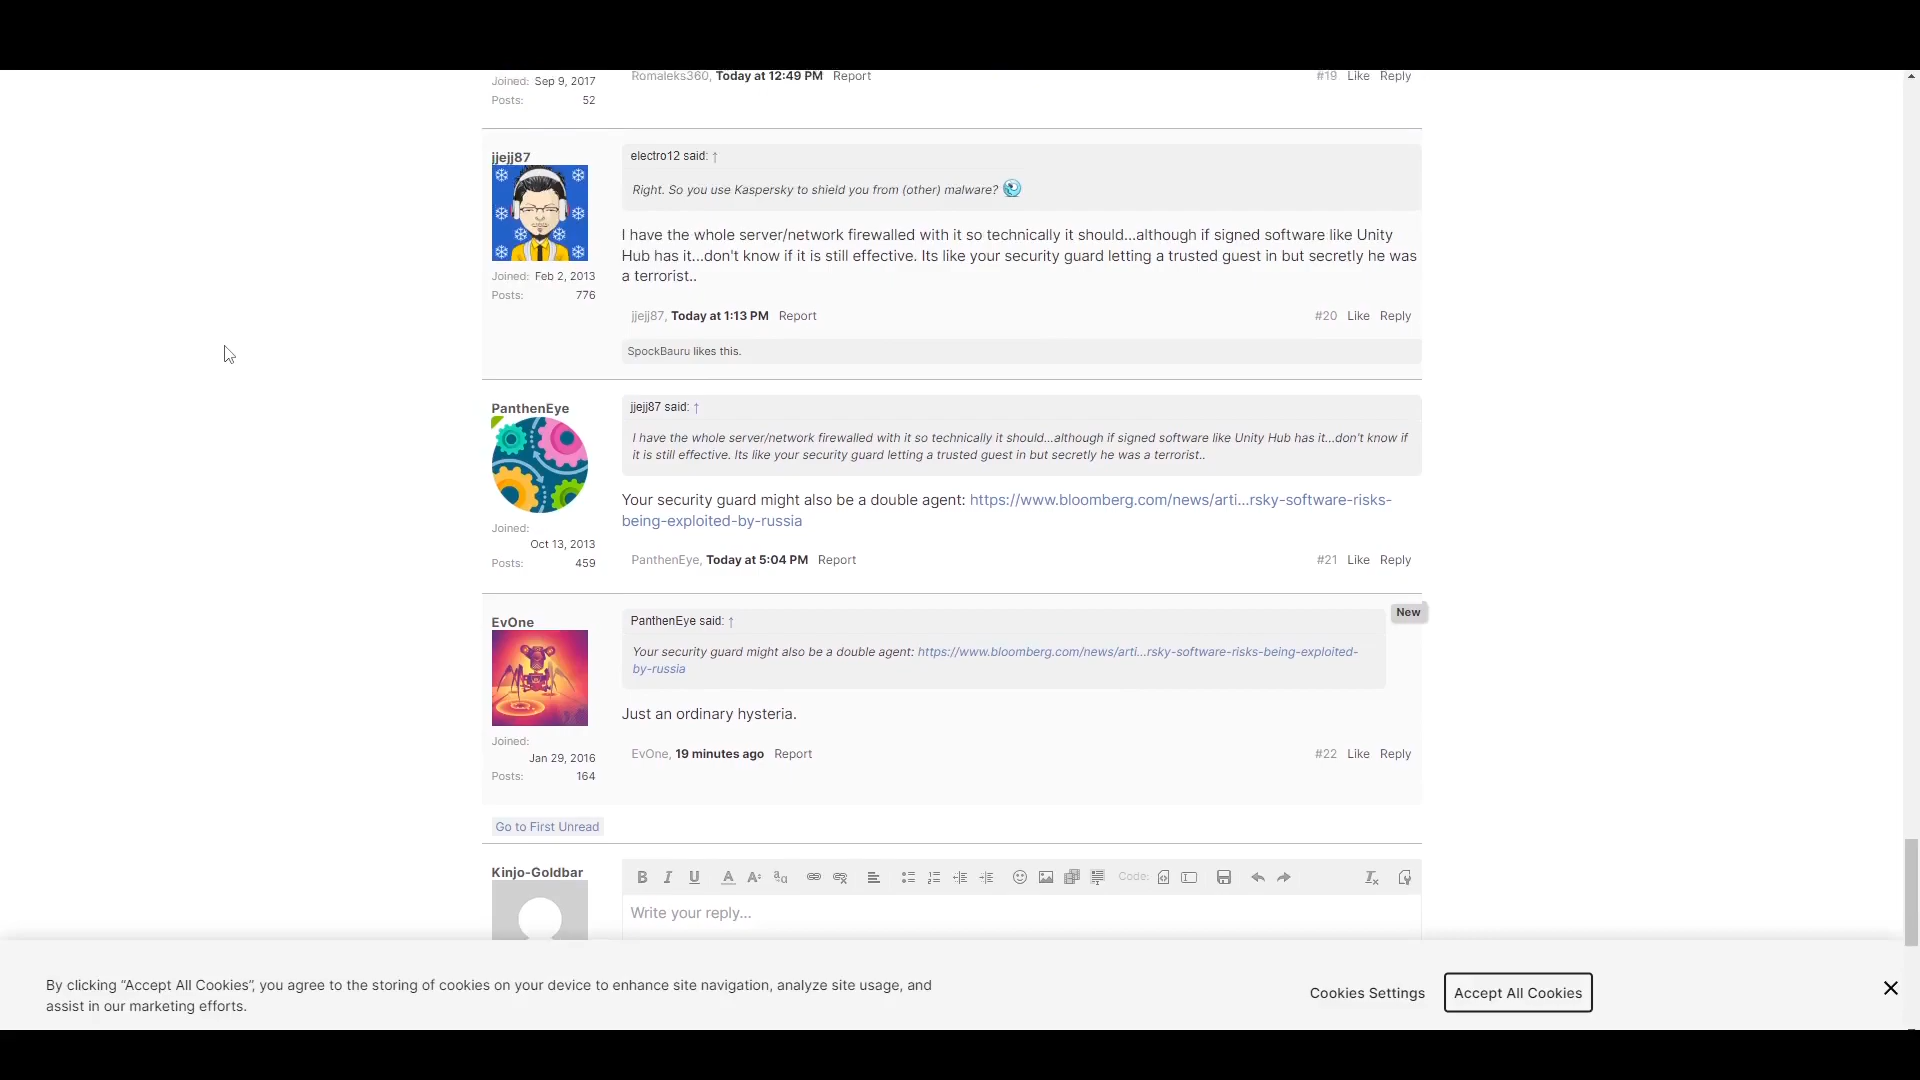 Joined: Sep 9, 2017
Posts: 52
Romaleks360, Today at 12:49 PM Report
#19 Like Reply
jjejj87
Joined: Feb 2, 2013
Posts: 776
electro12 said: ↑
Right. So you use Kaspersky to shield you from (other) malware?
I have the whole server/network firewalled with it so technically it should...although if signed software like Unity
Hub has it...don't know if it is still effective. Its like your security guard letting a trusted guest in but secretly he was
a terrorist..
jjejj87, Today at 1:13 PM Report
#20 Like Reply
SpockBauru likes this.
PanthenEye
Joined:
Oct 13, 2013
Posts: 459
jjejj87 said: ↑
I have the whole server/network firewalled with it so technically it should...although if signed software like Unity Hub has it...don't know if
it is still effective. Its like your security guard letting a trusted guest in but secretly he was a terrorist..
Your security guard might also be a double agent: https://www.bloomberg.com/news/arti...rsky-software-risks-
being-exploited-by-russia
PanthenEye, Today at 5:04 PM Report
#21 Like Reply
EvOne
Joined:
Jan 29, 2016
Posts: 164
New
PanthenEye said: ↑
Your security guard might also be a double agent: https://www.bloomberg.com/news/arti...rsky-software-risks-being-exploited-
by-russia
Just an ordinary hysteria.
EvOne, 19 minutes ago Report
#22 Like Reply
Go to First Unread
Kinjo-Goldbar
Code:
Write your reply...
By clicking “Accept All Cookies”, you agree to the storing of cookies on your device to enhance site navigation, analyze site usage, and
assist in our marketing efforts.
Cookies Settings
Accept All Cookies